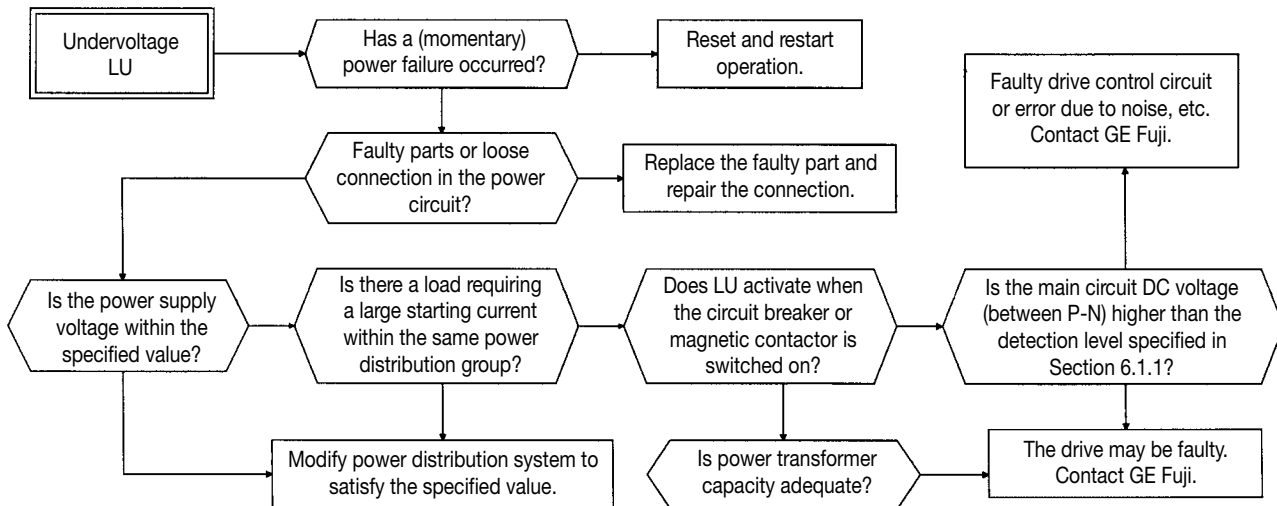 Undervoltage
LU
Has a (momentary)
power failure occurred?
Reset and restart
operation.
Faulty drive control circuit
or error due to noise, etc.
Contact GE Fuji.
Faulty parts or loose
connection in the power
circuit?
Replace the faulty part and
repair the connection.
Is the power supply
voltage within the
specified value?
Is there a load requiring
a large starting current
within the same power
distribution group?
Does LU activate when
the circuit breaker or
magnetic contactor is
switched on?
Is the main circuit DC voltage
(between P-N) higher than the
detection level specified in
Section 6.1.1?
Modify power distribution system to
satisfy the specified value.
Is power transformer
capacity adequate?
The drive may be faulty.
Contact GE Fuji.